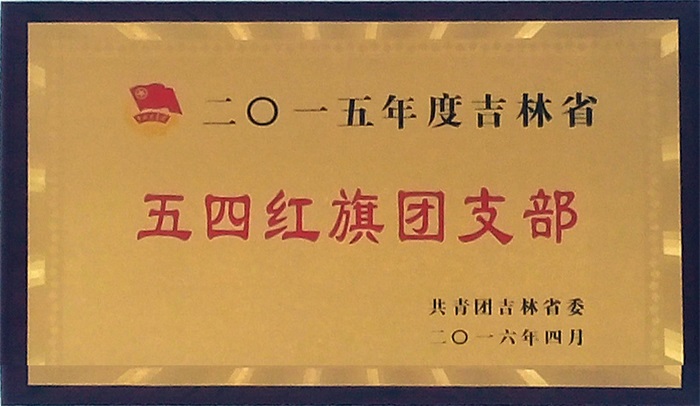 二〇一五年度吉林省
五四红旗团支部
共青团吉林省委
二〇一六年四月